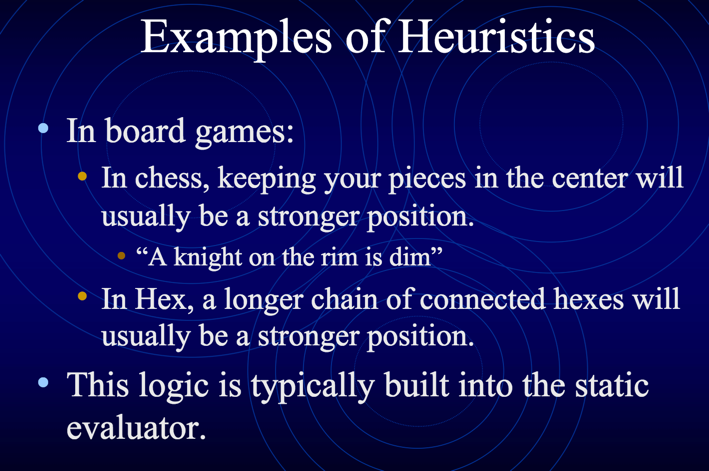 Examples of Heuristics
• In board games:
• In chess, keeping your pieces in the center will
usually be a stronger position.
• “A knight on the rim is dim”
• In Hex, a longer chain of connected hexes will
usually be a stronger position.
• This logic is typically built into the static
evaluator.